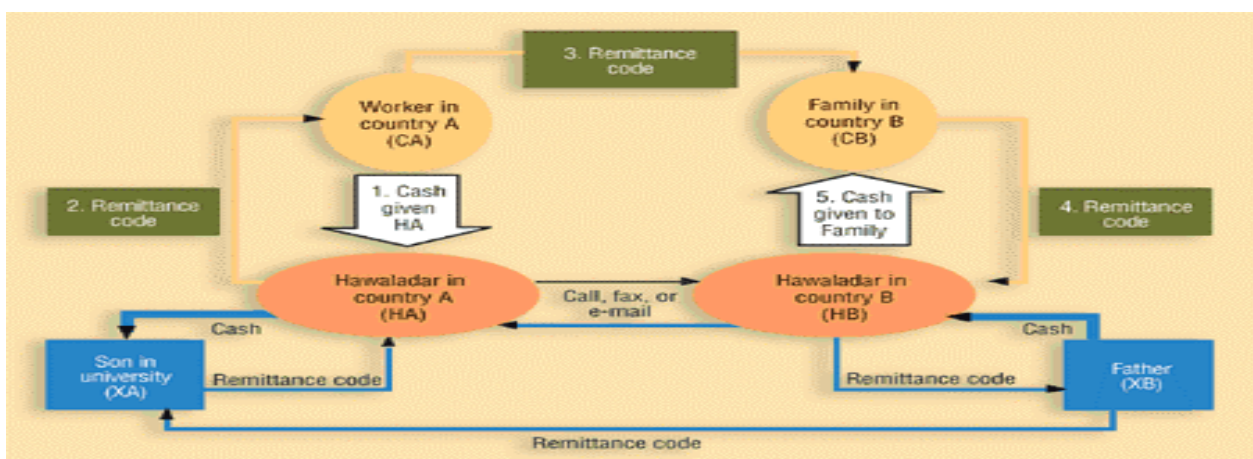 3. Remittance
code
Worker in
country A
(CA)
Family in
country B
(CB)
2. Remittance
code
1. Cash
given
HA
5. Cash
given to
Family
4. Remittance
code
Hawaladar in
country A
(HA)
Call, fax, or
e-mail
Hawaladar in
country B
(HB)
Cash
Cash
Son in
university
(XA)
Remittance code
Remittance code
Father
(XB)
Remittance code